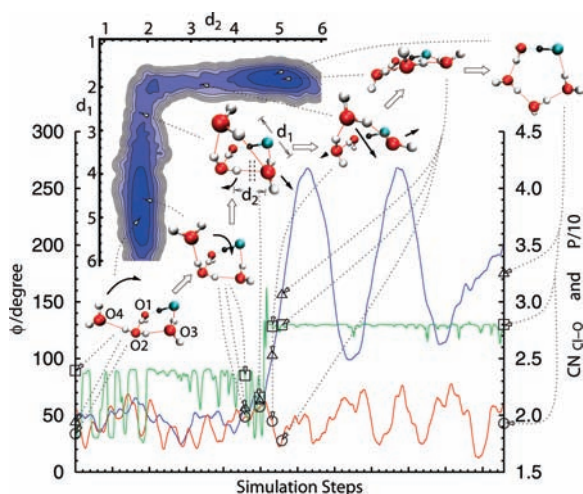 d₂
1 2 3 4 5 6
1
2
d₁
3
4
5
6
300
250
200
150
100
50
0
ϕ/degree
4.5
4.0
3.5
3.0
2.5
2.0
1.5
CN Cl–O and P/10
d₁
d₂
O1
O4
O2
O3
Simulation Steps